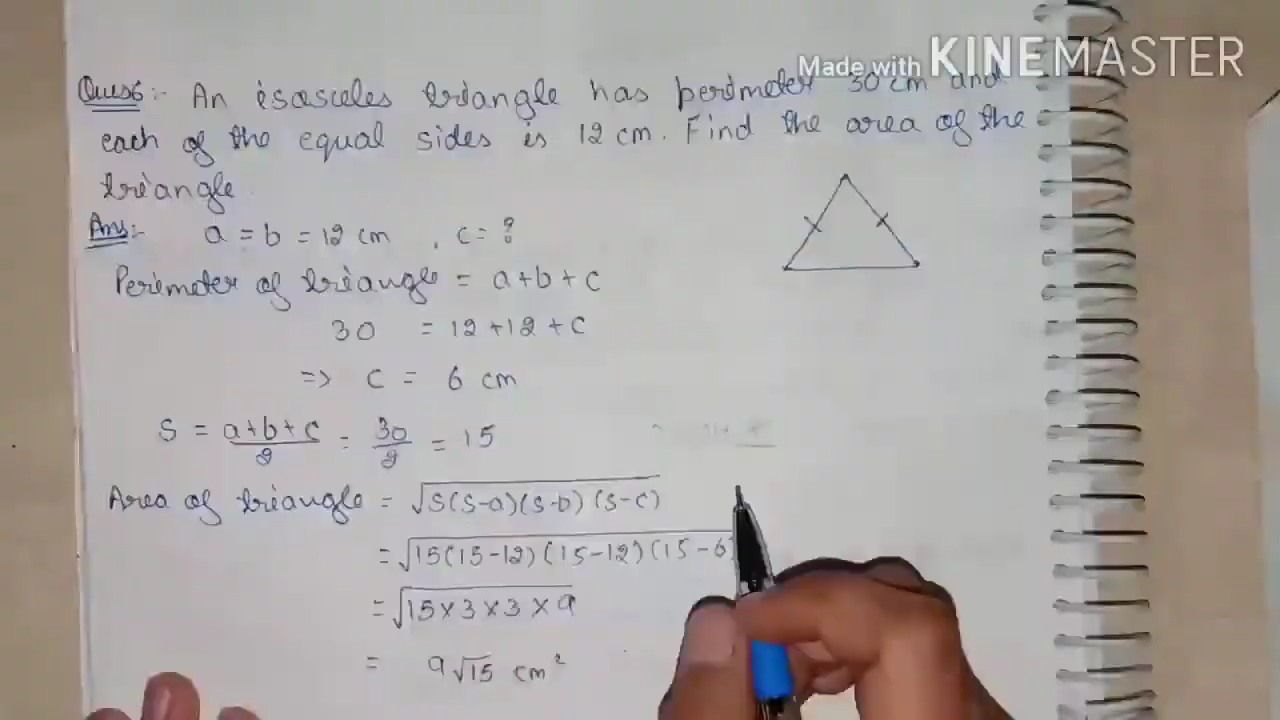 Made with KINEMASTER
Ques6:- An isosceles triangle has perimeter 30 cm and
each of the equal sides is 12 cm. Find the area of the
triangle.
Ans:- a = b = 12 cm , c = ?
Perimeter of triangle = a+b+c
30 = 12+12+c
=> c = 6 cm
s = a+b+c/2 = 30/2 = 15
Area of triangle = √s(s-a)(s-b)(s-c)
= √15(15-12)(15-12)(15-6)
= √15×3×3×9
= 9√15 cm²